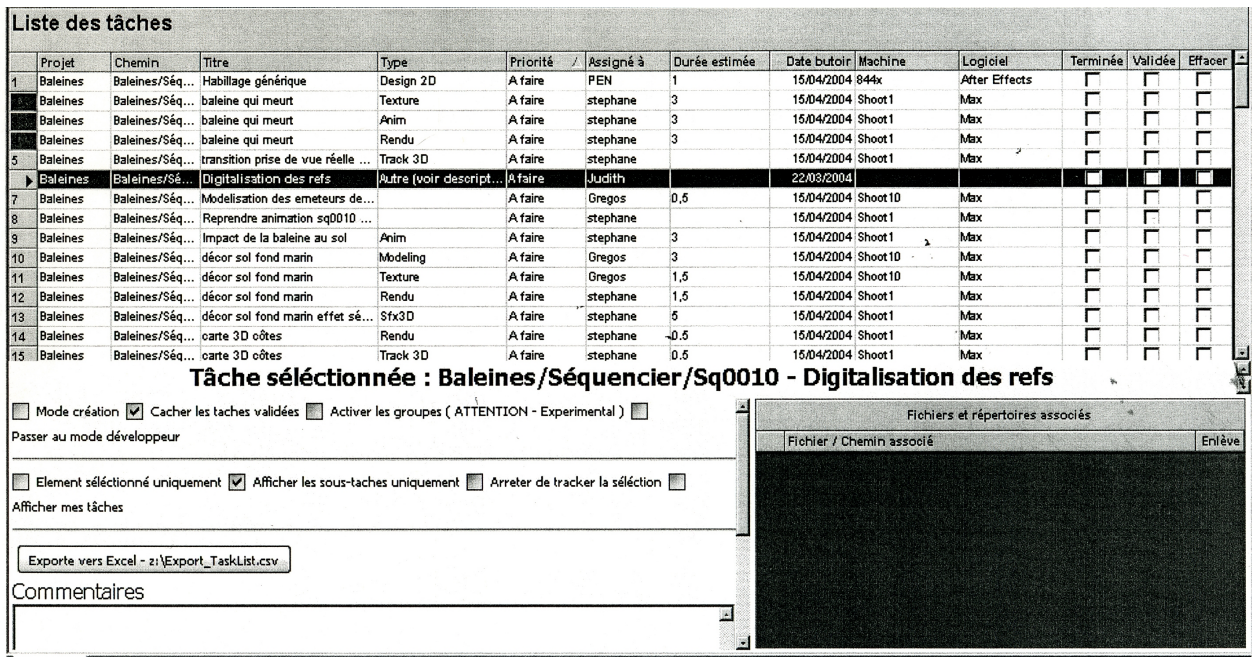 Liste des tâches
Projet Chemin Titre Type Priorité / Assigné à Durée estimée Date butoir Machine Logiciel Terminée Validée Effacer
1 Baleines Baleines/Séq... Habillage générique Design 2D A faire PEN 1 15/04/2004 844x After Effects
Baleines Baleines/Séq... baleine qui meurt Texture A faire stephane 3 15/04/2004 Shoot1 Max
Baleines Baleines/Séq... baleine qui meurt Anim A faire stephane 3 15/04/2004 Shoot1 Max
Baleines Baleines/Séq... baleine qui meurt Rendu A faire stephane 3 15/04/2004 Shoot1 Max
5 Baleines Baleines/Séq... transition prise de vue réelle ... Track 3D A faire stephane 15/04/2004 Shoot1 Max
Baleines Baleines/Sé... Digitalisation des refs Autre (voir descript... A faire Judith 22/03/2004
7 Baleines Baleines/Séq... Modelisation des emeteurs de... A faire Gregos 0,5 15/04/2004 Shoot10 Max
8 Baleines Baleines/Séq... Reprendre animation sq0010 ... A faire stephane 15/04/2004 Shoot1 Max
9 Baleines Baleines/Séq... Impact de la baleine au sol Anim A faire stephane 3 15/04/2004 Shoot1 Max
10 Baleines Baleines/Séq... décor sol fond marin Modeling A faire Gregos 3 15/04/2004 Shoot10 Max
11 Baleines Baleines/Séq... décor sol fond marin Texture A faire Gregos 1,5 15/04/2004 Shoot10 Max
12 Baleines Baleines/Séq... décor sol fond marin Rendu A faire stephane 1,5 15/04/2004 Shoot1 Max
13 Baleines Baleines/Séq... décor sol fond marin effet sé... Sfx3D A faire stephane 5 15/04/2004 Shoot1 Max
14 Baleines Baleines/Séq... carte 3D côtes Rendu A faire stephane 0.5 15/04/2004 Shoot1 Max
15 Baleines Baleines/Séq... carte 3D côtes Track 3D A faire stephane 0.5 15/04/2004 Shoot1 Max
Tâche séléctionnée : Baleines/Séquencier/Sq0010 - Digitalisation des refs
Mode création Cacher les taches validées Activer les groupes ( ATTENTION - Experimental )
Passer au mode développeur
Element séléctionné uniquement Afficher les sous-taches uniquement Arreter de tracker la séléction
Afficher mes tâches
Exporte vers Excel - z:\Export_TaskList.csv
Commentaires
Fichiers et répertoires associés
Fichier / Chemin associé Enlève